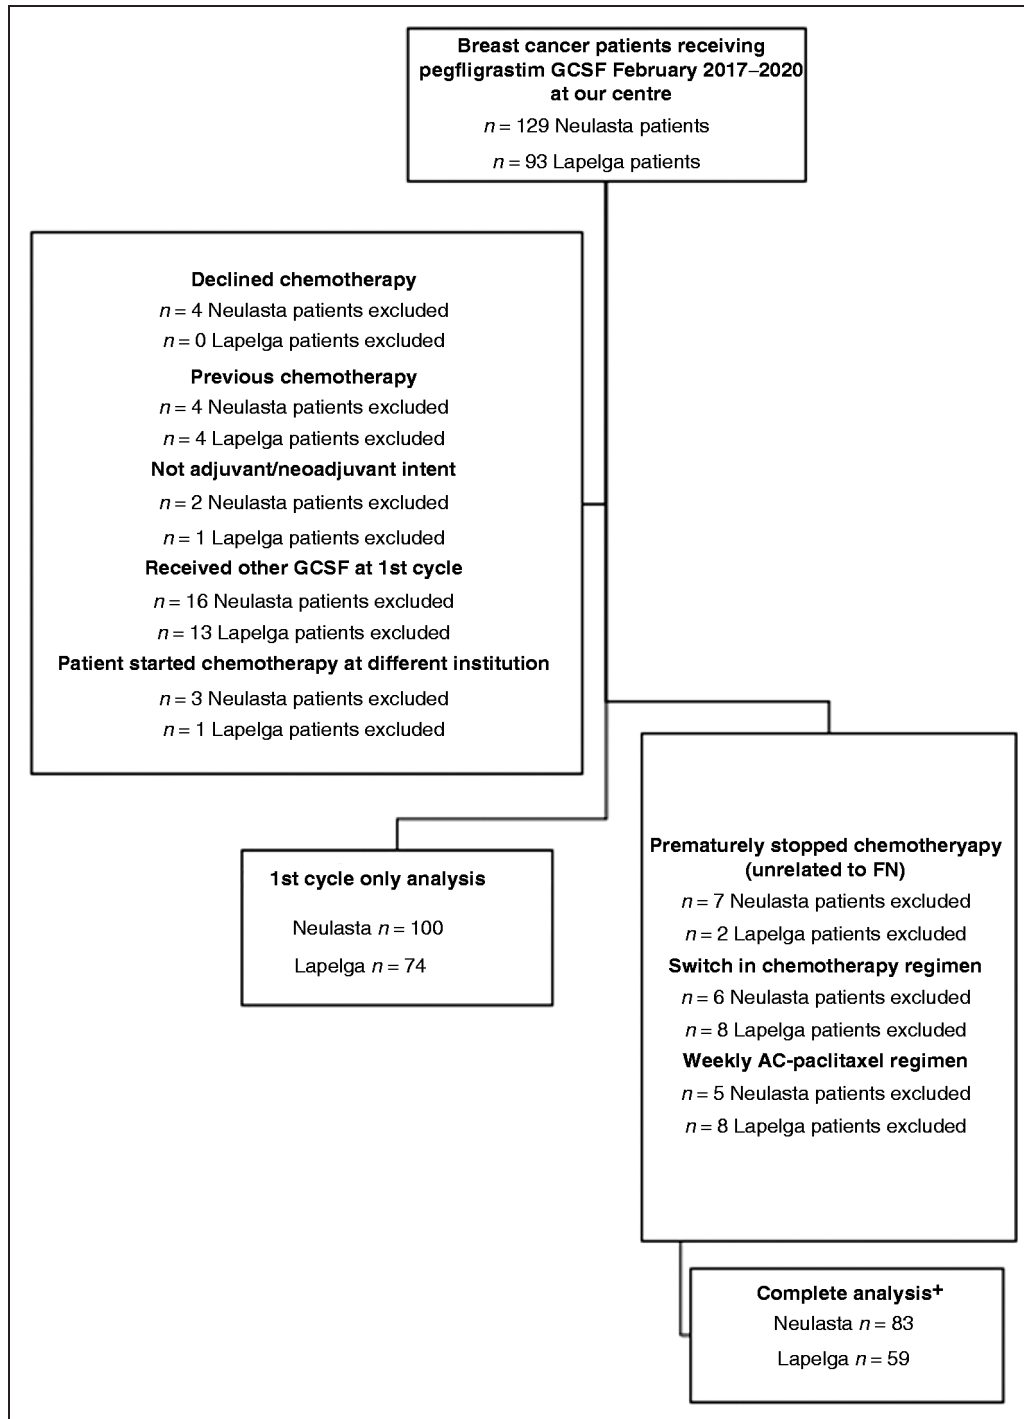 Breast cancer patients receiving
pegfligrastim GCSF February 2017–2020
at our centre
n = 129 Neulasta patients
n = 93 Lapelga patients
Declined chemotherapy
n = 4 Neulasta patients excluded
n = 0 Lapelga patients excluded
Previous chemotherapy
n = 4 Neulasta patients excluded
n = 4 Lapelga patients excluded
Not adjuvant/neoadjuvant intent
n = 2 Neulasta patients excluded
n = 1 Lapelga patients excluded
Received other GCSF at 1st cycle
n = 16 Neulasta patients excluded
n = 13 Lapelga patients excluded
Patient started chemotherapy at different institution
n = 3 Neulasta patients excluded
n = 1 Lapelga patients excluded
1st cycle only analysis
Neulasta n = 100
Lapelga n = 74
Prematurely stopped chemotheryapy
(unrelated to FN)
n = 7 Neulasta patients excluded
n = 2 Lapelga patients excluded
Switch in chemotherapy regimen
n = 6 Neulasta patients excluded
n = 8 Lapelga patients excluded
Weekly AC-paclitaxel regimen
n = 5 Neulasta patients excluded
n = 8 Lapelga patients excluded
Complete analysis+
Neulasta n = 83
Lapelga n = 59